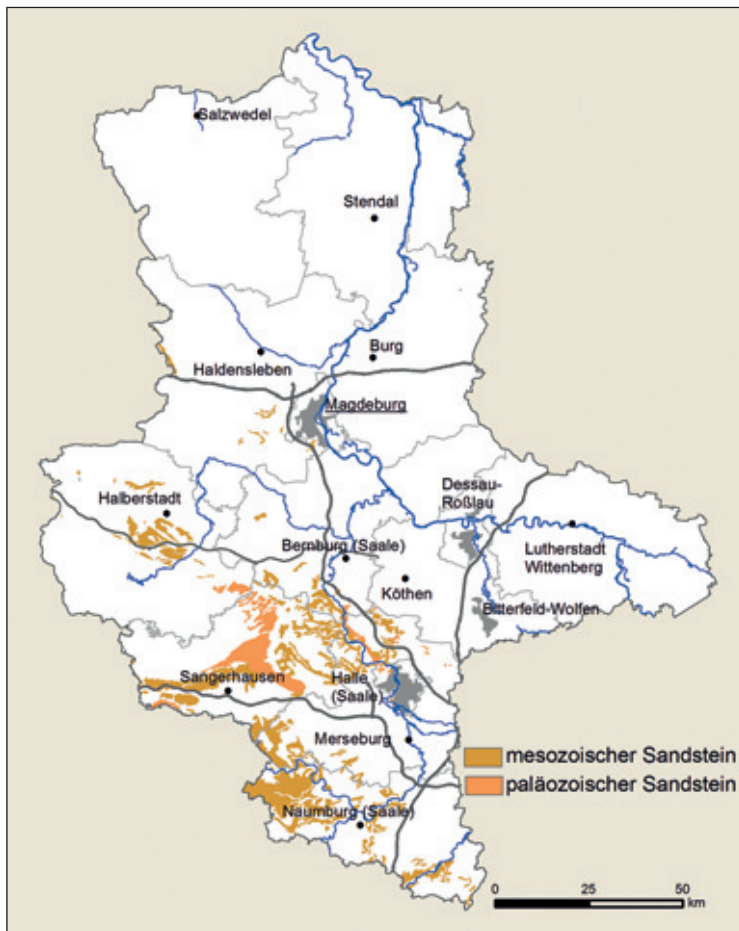 Salzwedel
Stendal
Haldensleben
Burg
Magdeburg
Halberstadt
Dessau-
Roßlau
Bernburg (Saale)
Lutherstadt
Wittenberg
Köthen
Bitterfeld-Wolfen
Sangerhausen
Halle
(Saale)
Merseburg
mesozoischer Sandstein
paläozoischer Sandstein
Naumburg (Saale)
0 25 50
km